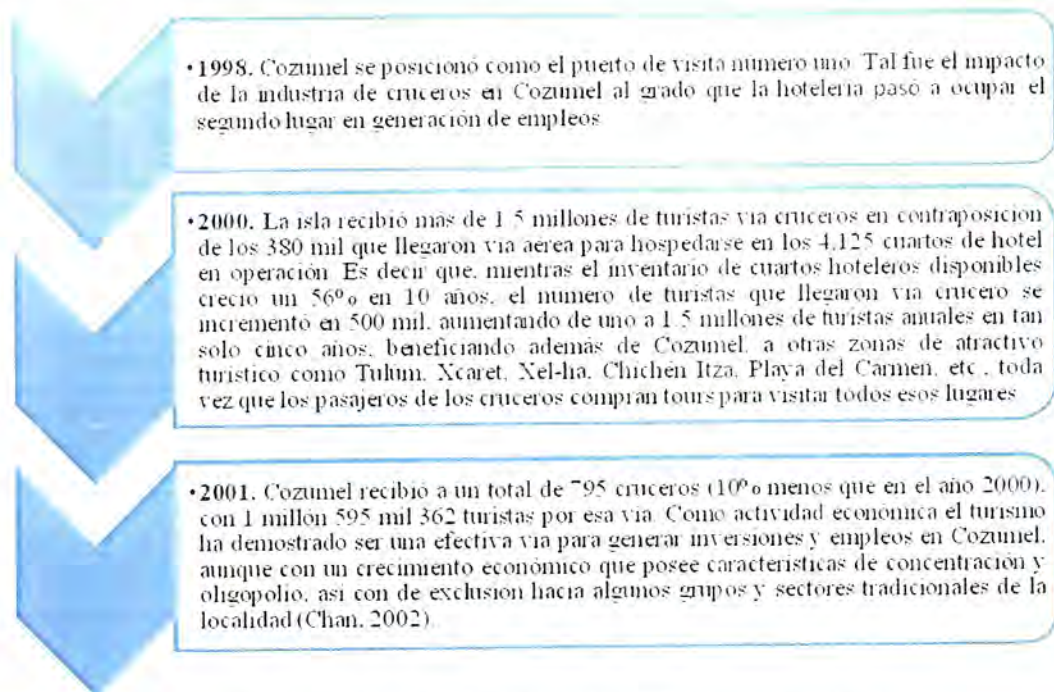 •1998. Cozumel se posicionó como el puerto de visita número uno. Tal fue el impacto
de la industria de cruceros en Cozumel al grado que la hotelería pasó a ocupar el
segundo lugar en generación de empleos
•2000. La isla recibió más de 1.5 millones de turistas vía cruceros en contraposición
de los 380 mil que llegaron vía aérea para hospedarse en los 4,125 cuartos de hotel
en operación. Es decir que, mientras el inventario de cuartos hoteleros disponibles
creció un 56% en 10 años, el número de turistas que llegaron vía crucero se
incrementó en 500 mil, aumentando de uno a 1.5 millones de turistas anuales en tan
solo cinco años, beneficiando además de Cozumel, a otras zonas de atractivo
turístico como Tulum, Xcaret, Xel-ha, Chichén Itza, Playa del Carmen, etc., toda
vez que los pasajeros de los cruceros compran tours para visitar todos esos lugares
•2001. Cozumel recibió a un total de 795 cruceros (10% menos que en el año 2000),
con 1 millón 595 mil 362 turistas por esa vía. Como actividad económica el turismo
ha demostrado ser una efectiva vía para generar inversiones y empleos en Cozumel,
aunque con un crecimiento económico que posee características de concentración y
oligopolio, así con de exclusión hacia algunos grupos y sectores tradicionales de la
localidad (Chan, 2002).